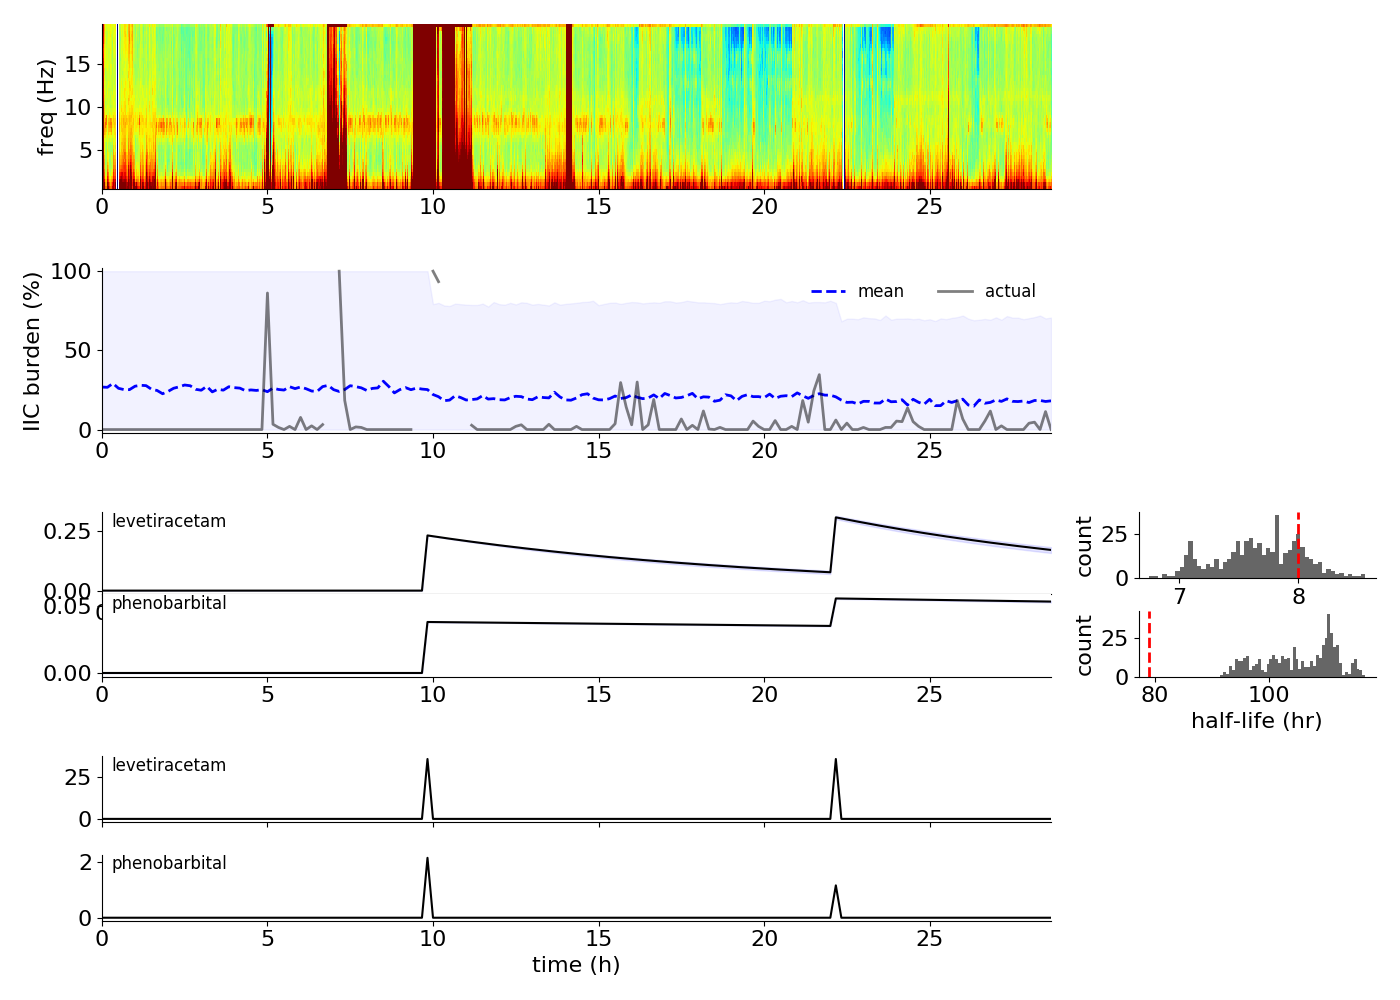 freq (Hz)
15
10
5
0 5 10 15 20 25
IIC burden (%)
100
50
0
mean actual
0 5 10 15 20 25
levetiracetam
0.25
0.00
0
count
25
0
7 8
phenobarbital
0.05
0.00
0 5 10 15 20 25
count
25
0
80 100
half-life (hr)
levetiracetam
25
0
phenobarbital
2
0
0 5 10 15 20 25
time (h)